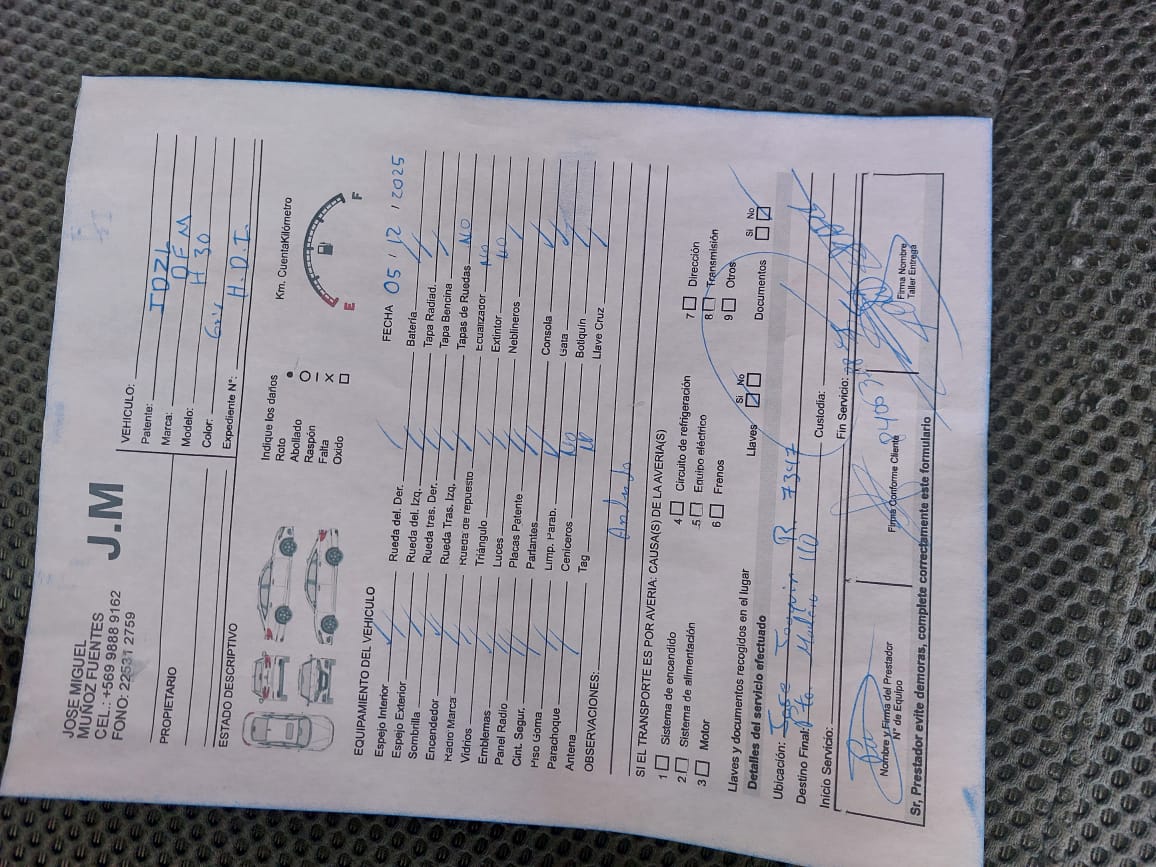 JOSE MIGUEL
MUÑOZ FUENTES
CEL.: +569 9888 9162
FONO: 22531 2759
J.M
PROPIETARIO
VEHICULO:
Patente:
Marca: DFM
Modelo: H 30
Color: Gris
Expediente N°: H.D.I.
ESTADO DESCRIPTIVO
Indique los daños
Roto ●
Abollado ○
Raspón —
Falta X
Oxido □
Km. CuentaKilómetro
E F
EQUIPAMIENTO DEL VEHICULO
FECHA 05 / 12 / 2025
Espejo Interior ✓ Rueda del. Der. ✓ Batería ✓
Espejo Exterior ✓ Rueda del. Izq. ✓ Tapa Radiad. ✓
Sombrilla ✓ Rueda tras. Der. ✓ Tapa Bencina ✓
Encendedor ✓ Rueda Tras. Izq. ✓ Tapas de Ruedas NO
Radio Marca ✓ Rueda de repuesto ✓ Ecualizador NO
Vidrios ✓ Triángulo ✓ Extintor NO
Emblemas ✓ Luces ✓ Neblineros ✓
Panel Radio ✓ Placas Patente ✓
Cint. Segur. ✓ Parlantes ✓ Consola ✓
Piso Goma ✓ Limp. Parab. ✓ Gata ✓
Parachoque ✓ Ceniceros NO Botiquín ✓
Antena ✓ Tag NO Llave Cruz ✓
OBSERVACIONES: Andando
SI EL TRANSPORTE ES POR AVERIA: CAUSA(S) DE LA AVERIA(S)
1 □ Sistema de encendido 4 □ Circuito de refrigeración 7 □ Dirección
2 □ Sistema de alimentación 5 □ Equipo eléctrico 8 □ Transmisión
3 □ Motor 6 □ Frenos 9 □ Otros
Llaves y documentos recogidos en el lugar Llaves Si ☑ No □ Documentos Si □ No ☑
Detalles del servicio efectuado
Ubicación: Jose Joaquin PR 7347
Destino Final: 110
Inicio Servicio: Custodia:
Fin Servicio:
Nombre y Firma del Prestador
N° de Equipo
Firma Conforme Cliente
Firma Nombre
Taller Entrega
Sr, Prestador evite demoras, complete correctamente este formulario